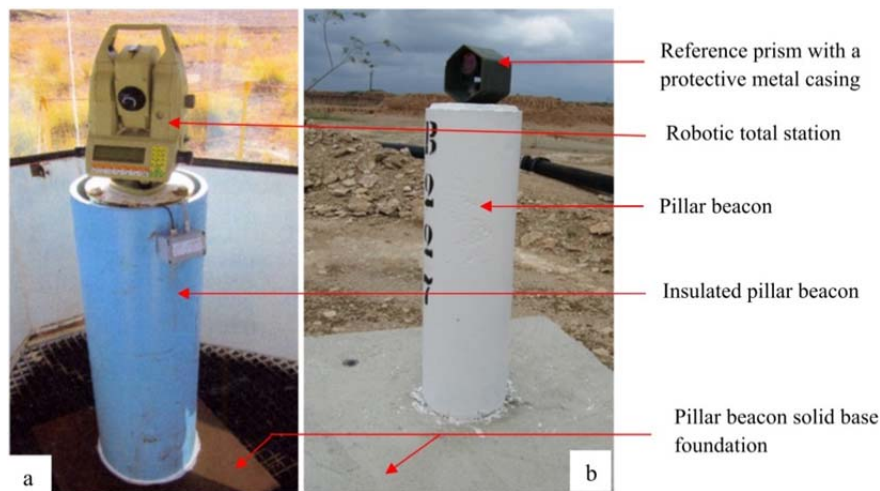 Reference prism with a
protective metal casing
Robotic total station
Pillar beacon
Insulated pillar beacon
Pillar beacon solid base
foundation
a
b